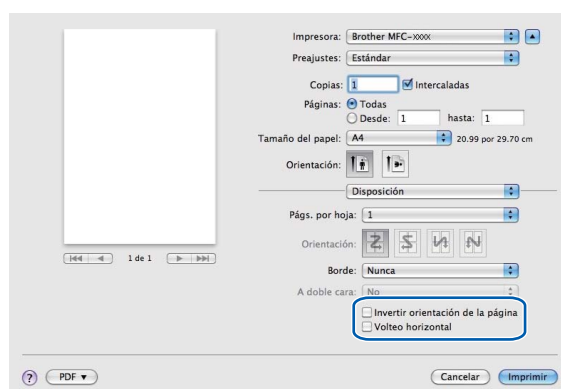 Impresora: Brother MFC-xxxx
Preajustes: Estándar
Copias: 1 Intercaladas
Páginas: Todas
Desde: 1 hasta: 1
Tamaño del papel: A4 20.99 por 29.70 cm
Orientación:
Disposición
Págs. por hoja: 1
Orientación:
Borde: Nunca
A doble cara: No
Invertir orientación de la página
Volteo horizontal
1 de 1
? PDF Cancelar Imprimir